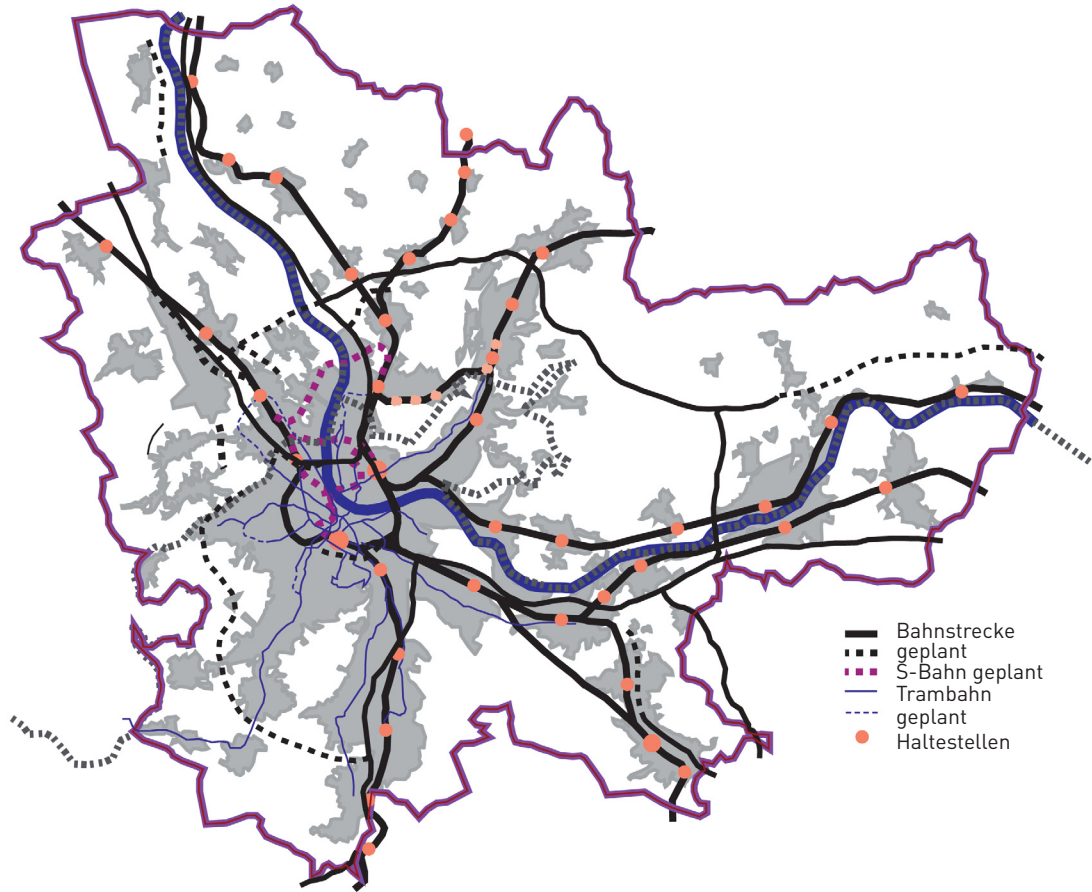 Bahnstrecke
geplant
S-Bahn geplant
Trambahn
geplant
Haltestellen